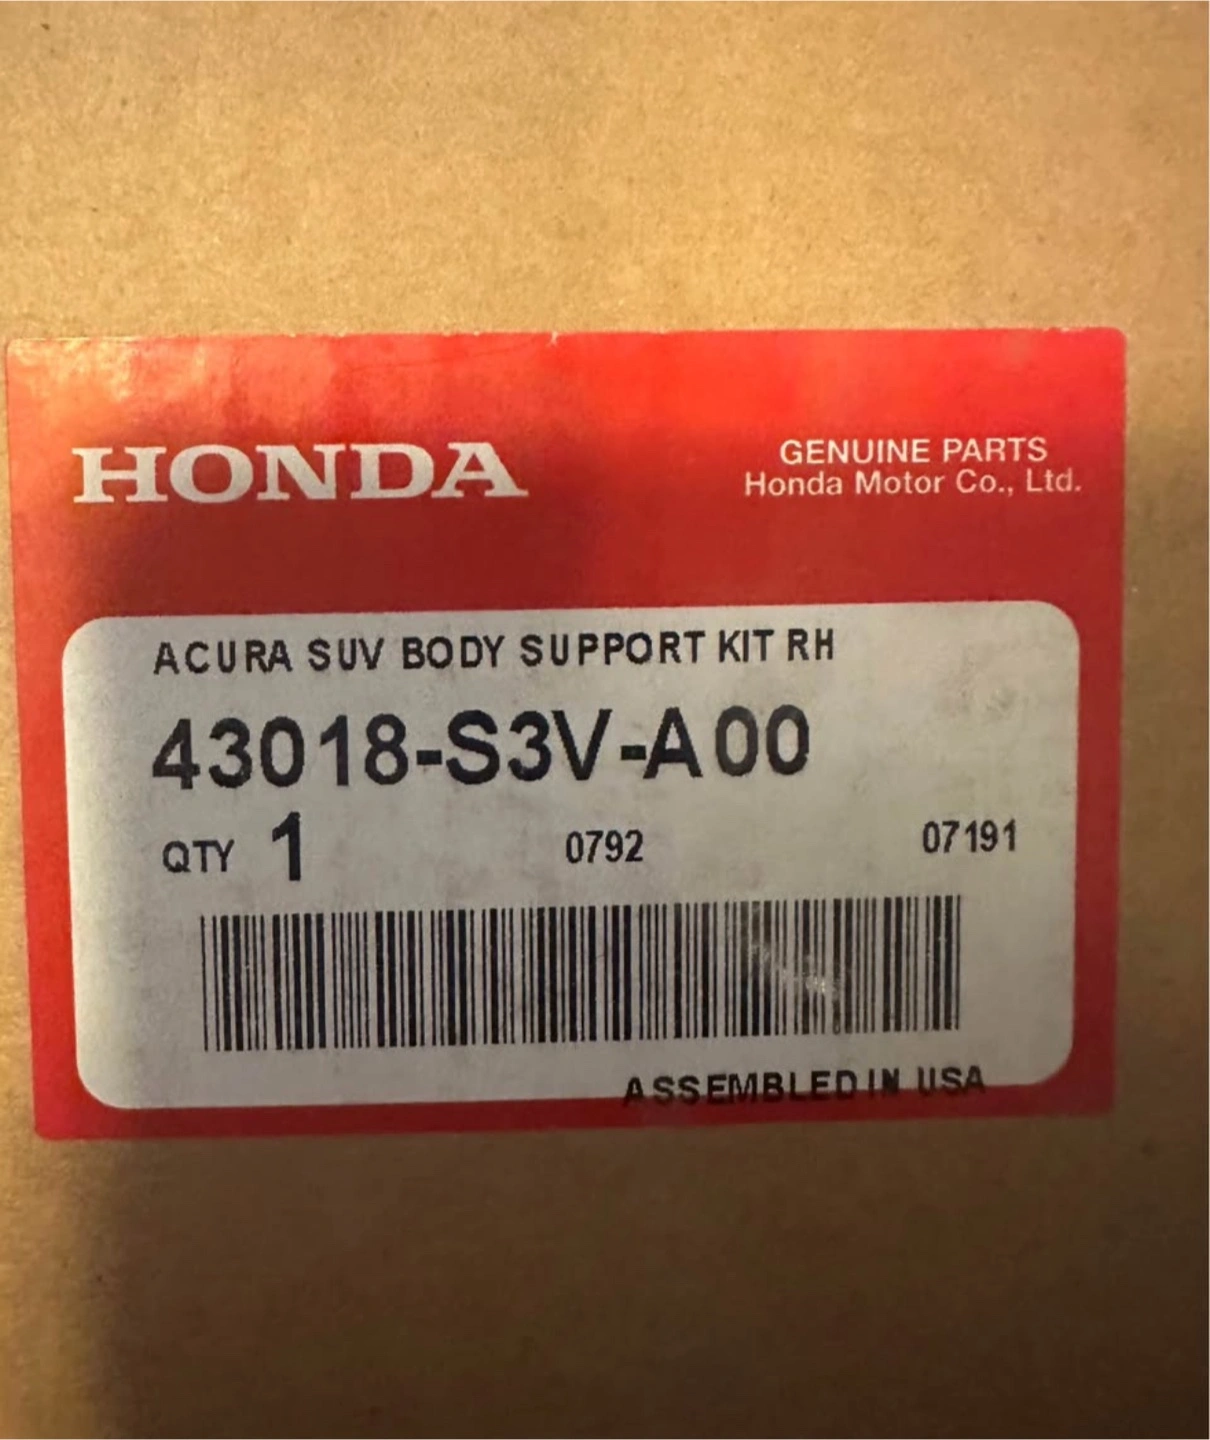 HONDA
GENUINE PARTS
Honda Motor Co., Ltd.
ACURA SUV BODY SUPPORT KIT RH
43018-S3V-A00
QTY 1 0792 07191
ASSEMBLED IN USA